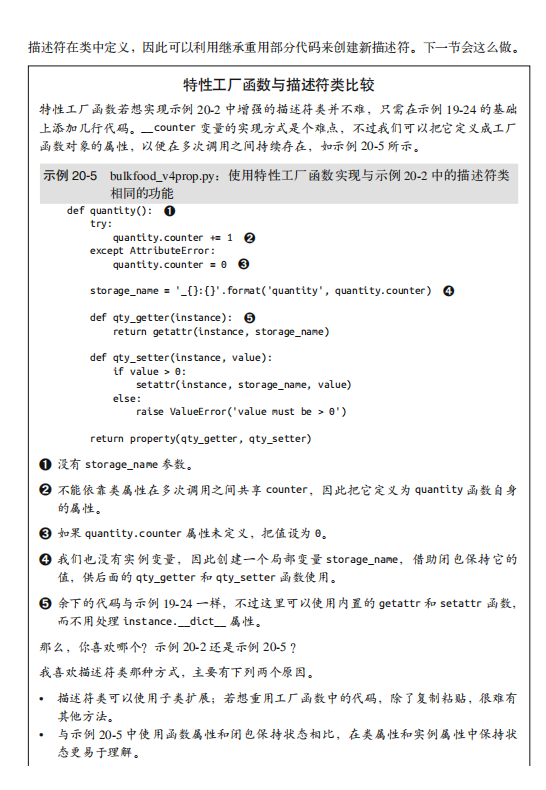 描述符在类中定义，因此可以利用继承重用部分代码来创建新描述符。下一节会这么做。
特性工厂函数与描述符类比较
特性工厂函数若想实现示例 20-2 中增强的描述符类并不难，只需在示例 19-24 的基础
上添加几行代码。__counter 变量的实现方式是个难点，不过我们可以把它定义成工厂
函数对象的属性，以便在多次调用之间持续存在，如示例 20-5 所示。
示例 20-5 bulkfood_v4prop.py：使用特性工厂函数实现与示例 20-2 中的描述符类
相同的功能
def quantity(): ❶
    try:
        quantity.counter += 1 ❷
    except AttributeError:
        quantity.counter = 0 ❸
    storage_name = '_{}:{}'.format('quantity', quantity.counter) ❹
    def qty_getter(instance): ❺
        return getattr(instance, storage_name)
    def qty_setter(instance, value):
        if value > 0:
            setattr(instance, storage_name, value)
        else:
            raise ValueError('value must be > 0')
    return property(qty_getter, qty_setter)
❶ 没有 storage_name 参数。
❷ 不能依靠类属性在多次调用之间共享 counter，因此把它定义为 quantity 函数自身
的属性。
❸ 如果 quantity.counter 属性未定义，把值设为 0。
❹ 我们也没有实例变量，因此创建一个局部变量 storage_name，借助闭包保持它的
值，供后面的 qty_getter 和 qty_setter 函数使用。
❺ 余下的代码与示例 19-24 一样，不过这里可以使用内置的 getattr 和 setattr 函数，
而不用处理 instance.__dict__ 属性。
那么，你喜欢哪个？示例 20-2 还是示例 20-5？
我喜欢描述符类那种方式，主要有下列两个原因。
• 描述符类可以使用子类扩展；若想重用工厂函数中的代码，除了复制粘贴，很难有
其他方法。
• 与示例 20-5 中使用函数属性和闭包保持状态相比，在类属性和实例属性中保持状
态更易于理解。